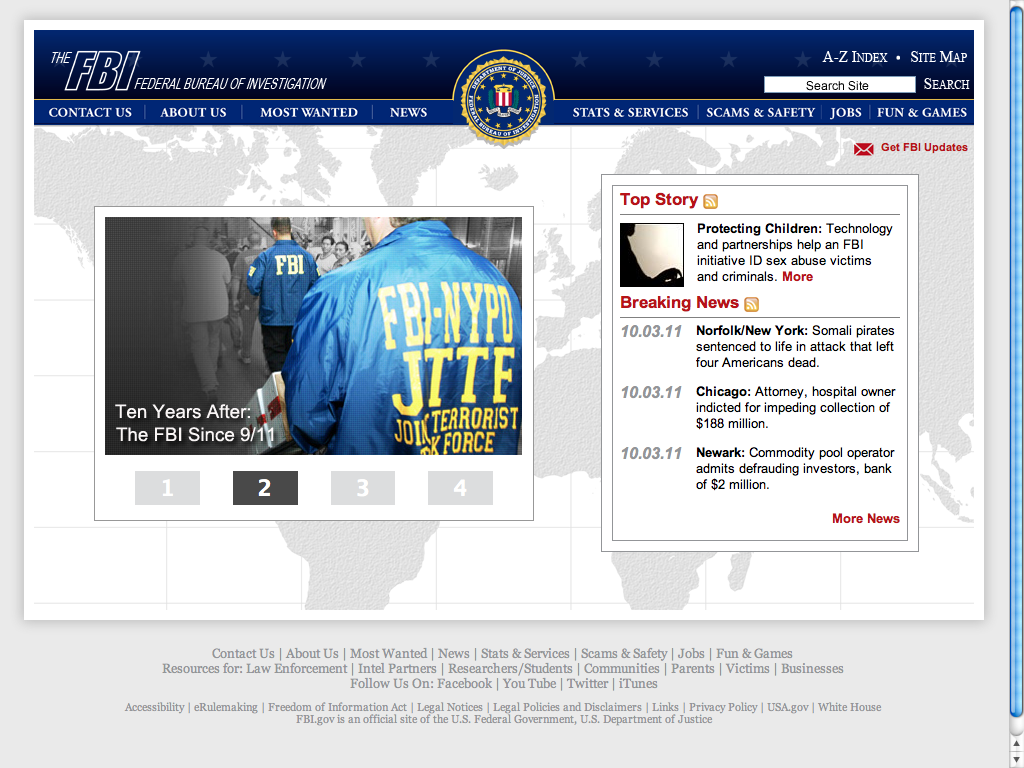 THE FBI FEDERAL BUREAU OF INVESTIGATION
A-Z INDEX • SITE MAP
Search Site SEARCH
DEPARTMENT OF JUSTICE
FEDERAL BUREAU OF INVESTIGATION
CONTACT US | ABOUT US | MOST WANTED | NEWS
STATS & SERVICES | SCAMS & SAFETY | JOBS | FUN & GAMES
Get FBI Updates
FBI
FBI-NYPD
JTTF
JOIN TERRORIST
SK FORCE
Ten Years After:
The FBI Since 9/11
1 2 3 4
Top Story
Protecting Children: Technology
and partnerships help an FBI
initiative ID sex abuse victims
and criminals. More
Breaking News
10.03.11 Norfolk/New York: Somali pirates
sentenced to life in attack that left
four Americans dead.
10.03.11 Chicago: Attorney, hospital owner
indicted for impeding collection of
$188 million.
10.03.11 Newark: Commodity pool operator
admits defrauding investors, bank
of $2 million.
More News
Contact Us | About Us | Most Wanted | News | Stats & Services | Scams & Safety | Jobs | Fun & Games
Resources for: Law Enforcement | Intel Partners | Researchers/Students | Communities | Parents | Victims | Businesses
Follow Us On: Facebook | You Tube | Twitter | iTunes
Accessibility | eRulemaking | Freedom of Information Act | Legal Notices | Legal Policies and Disclaimers | Links | Privacy Policy | USA.gov | White House
FBI.gov is an official site of the U.S. Federal Government, U.S. Department of Justice